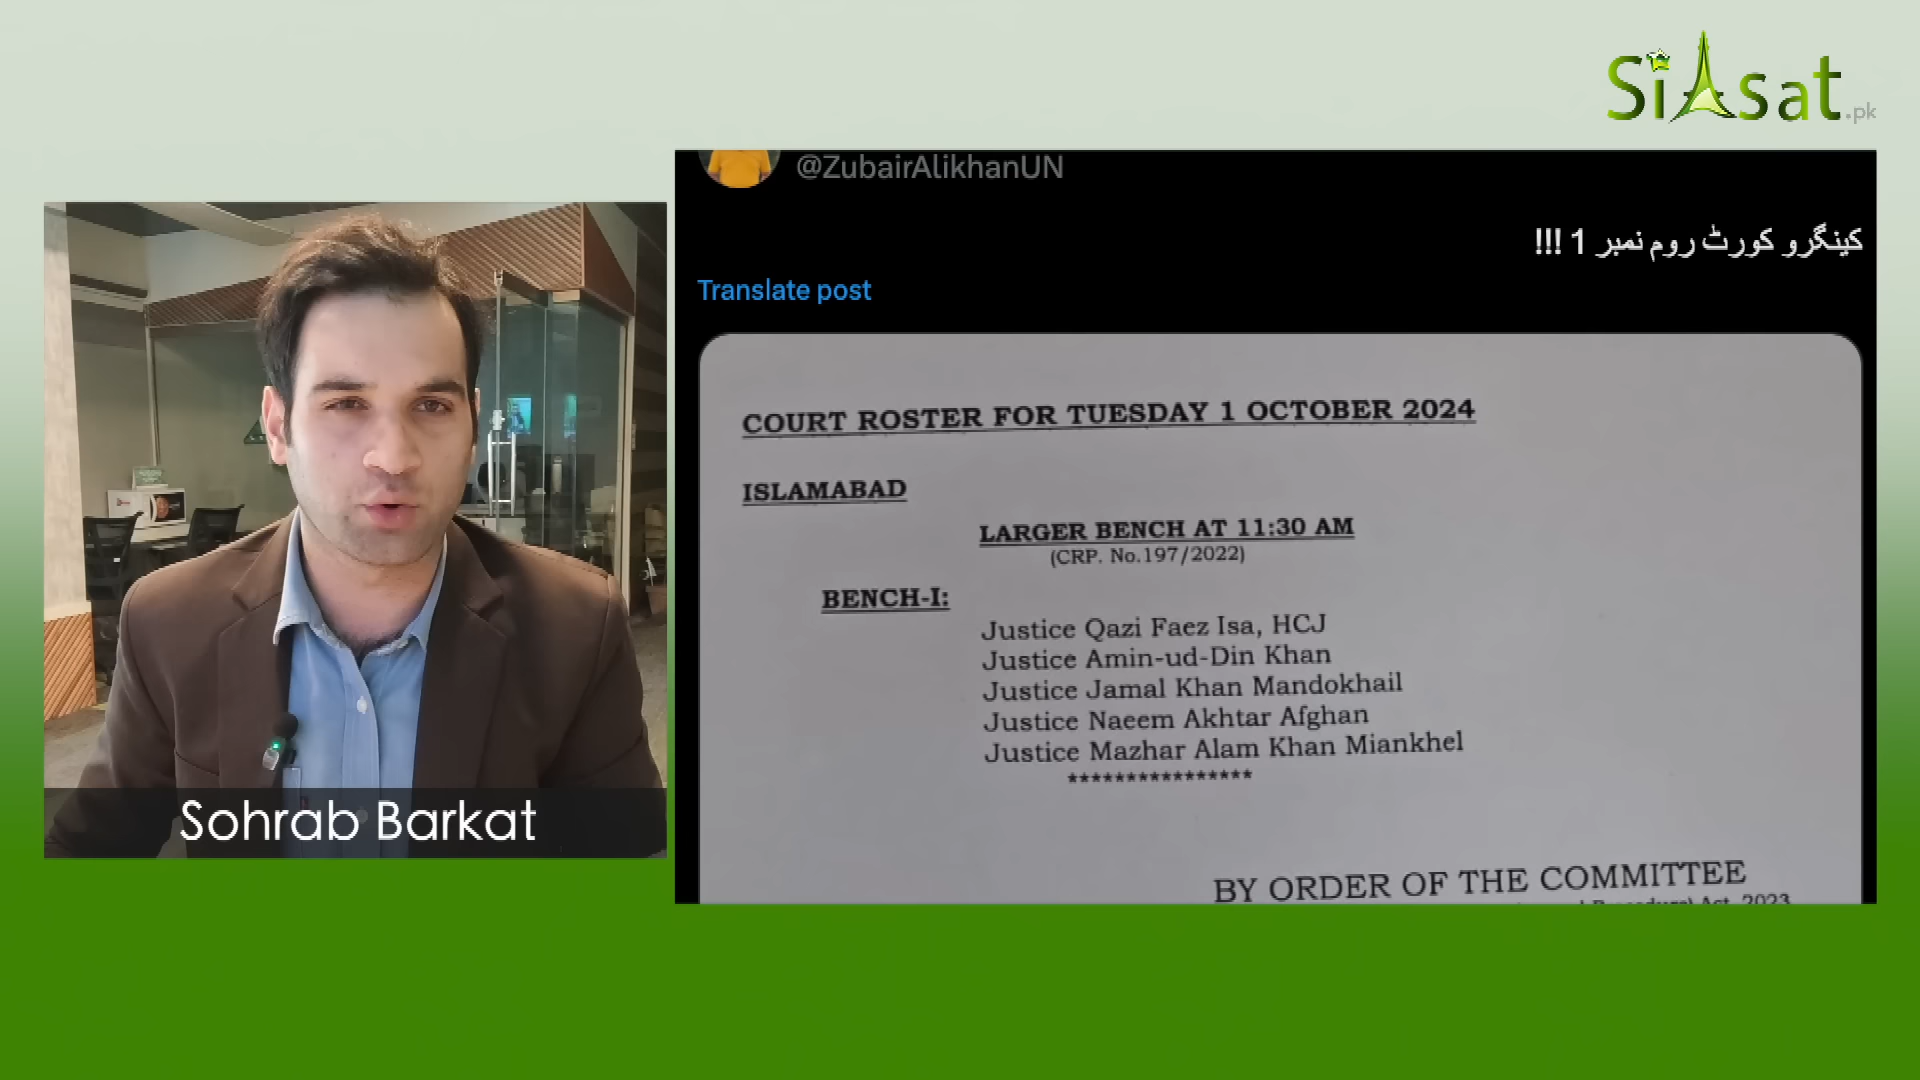 SiAsat.pk
@ZubairAlikhanUN
کینگرو کورٹ روم نمبر 1 !!!
Translate post
COURT ROSTER FOR TUESDAY 1 OCTOBER 2024
ISLAMABAD
LARGER BENCH AT 11:30 AM
(CRP. No.197/2022)
BENCH-I:
Justice Qazi Faez Isa, HCJ
Justice Amin-ud-Din Khan
Justice Jamal Khan Mandokhail
Justice Naeem Akhtar Afghan
Justice Mazhar Alam Khan Miankhel
****************
BY ORDER OF THE COMMITTEE
Act, 2023
Sohrab Barkat